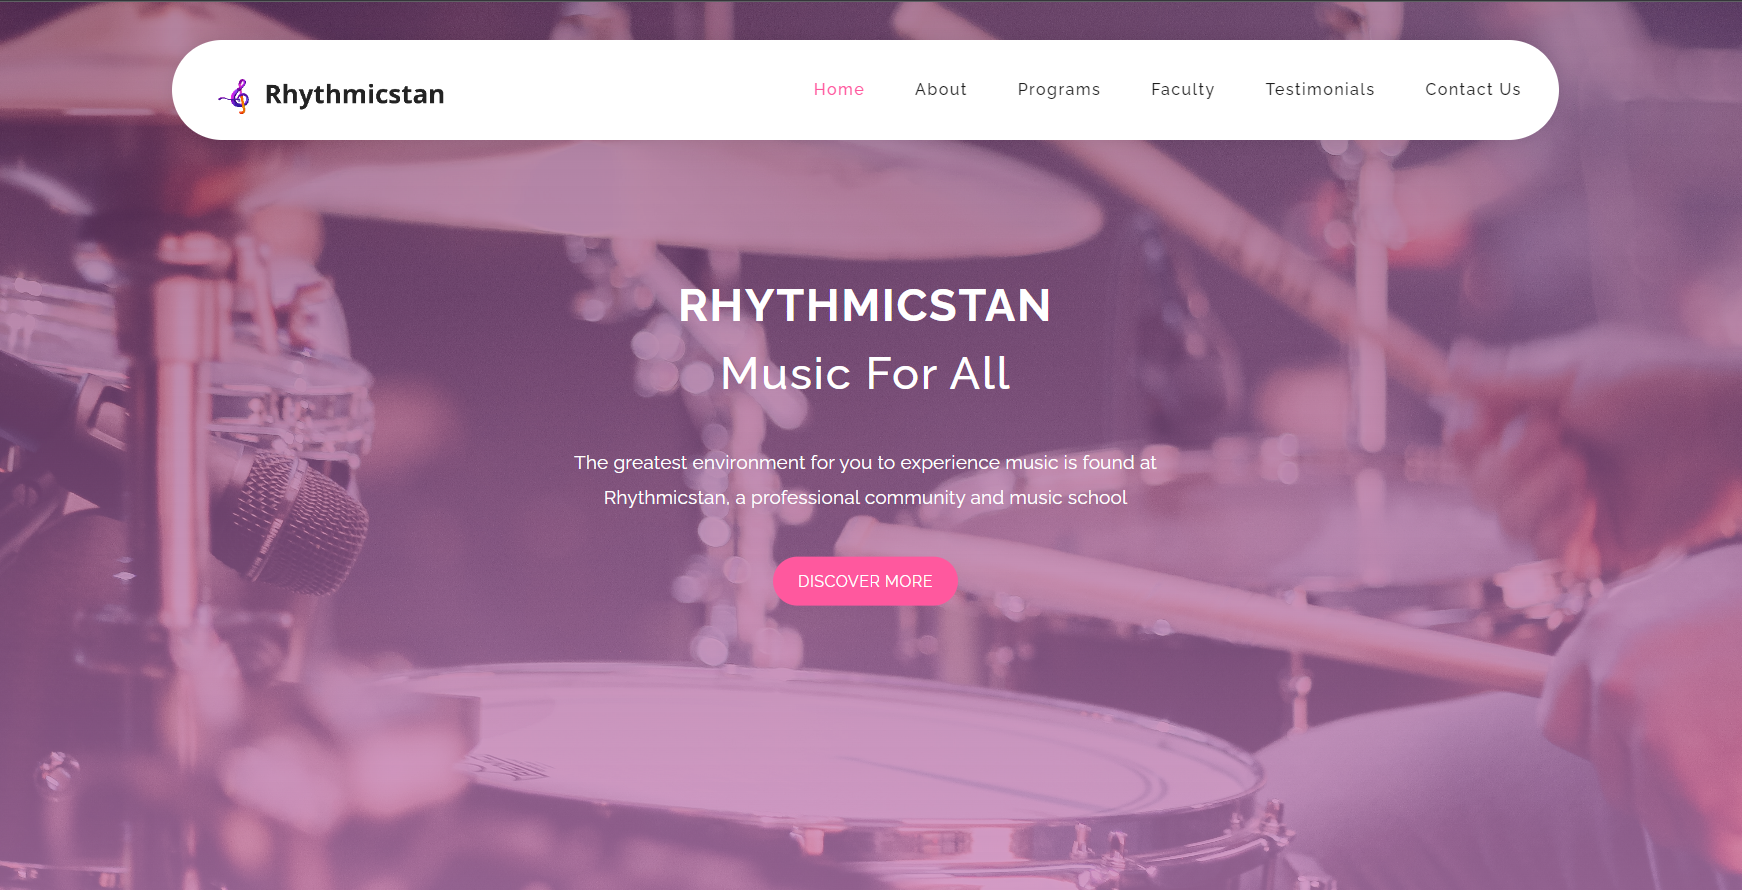 Rhythmicstan
Home About Programs Faculty Testimonials Contact Us
RHYTHMICSTAN
Music For All
The greatest environment for you to experience music is found at
Rhythmicstan, a professional community and music school
DISCOVER MORE